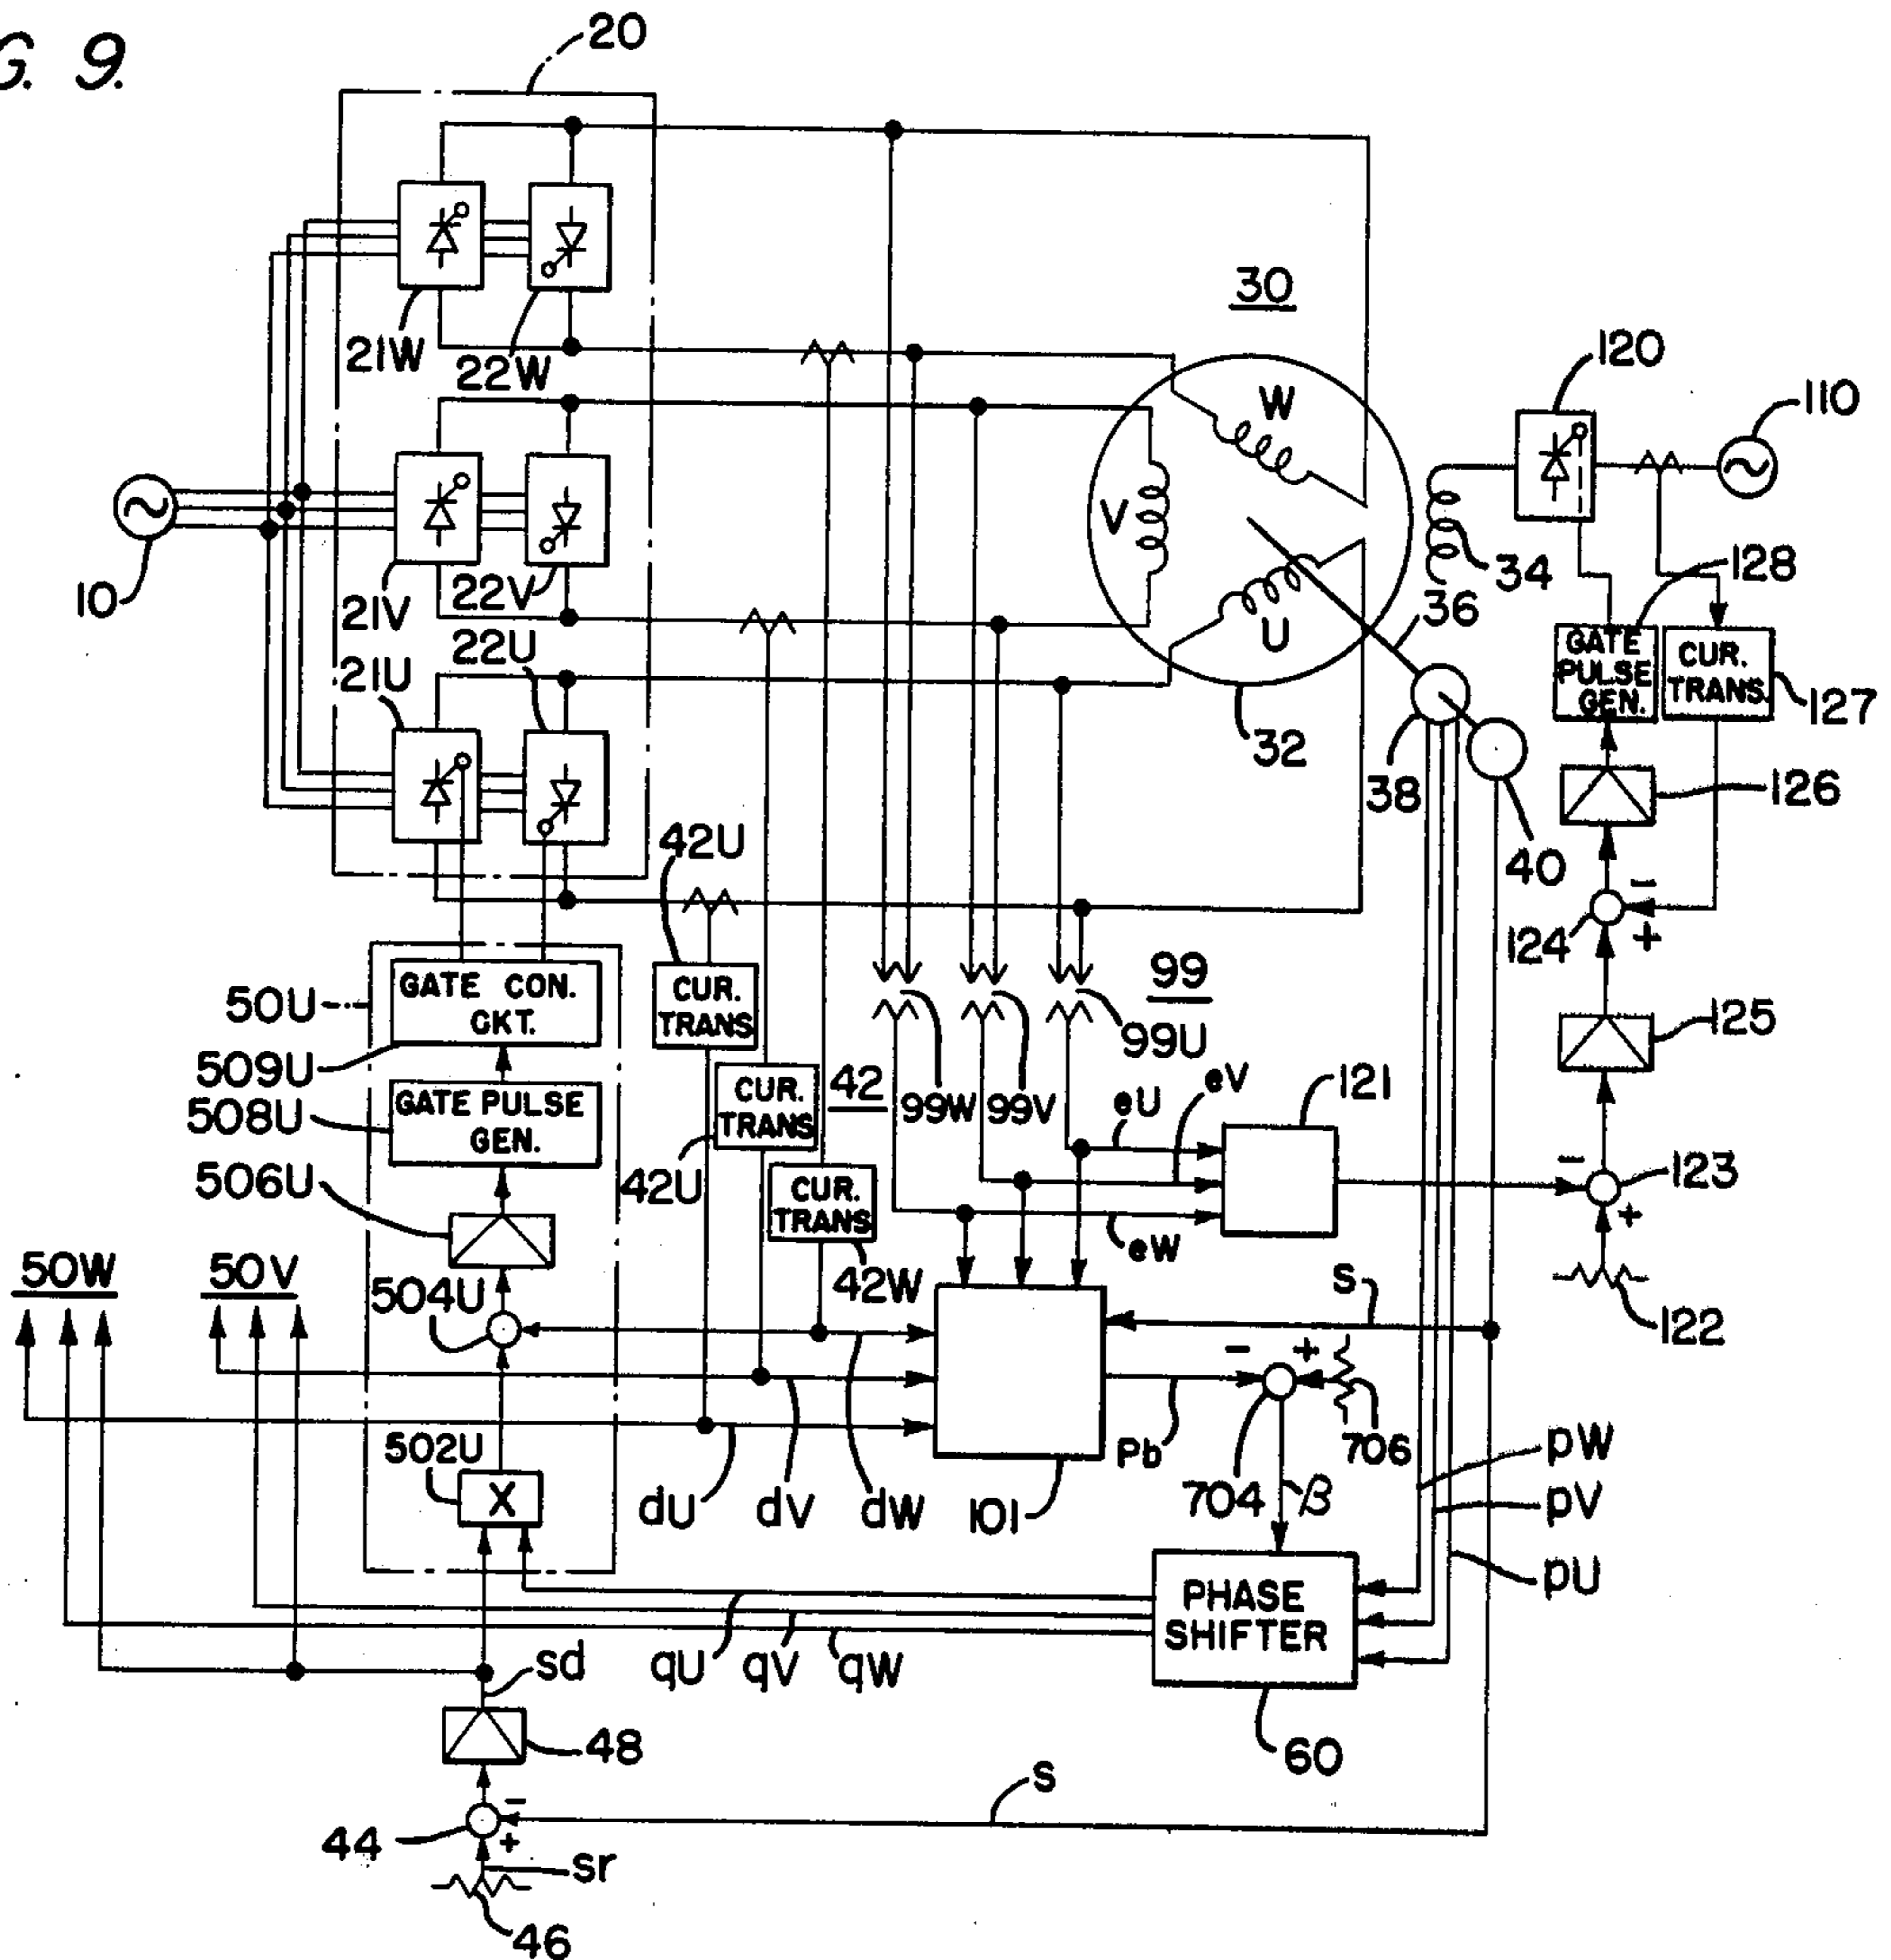 G. 9.
20
30
21W
22W
120
110
W
V
U
10
21V
22V
34
128
36
GATE
PULSE
GEN.
CUR.
TRANS.
127
21U
22U
32
38
40
126
42U
124
-
+
50U
GATE CON.
CKT.
CUR.
TRANS
99
99U
125
509U
508U
GATE PULSE
GEN.
CUR.
TRANS
42
99W
99V
eU
eV
121
506U
42U
CUR.
TRANS
-
123
+
50W
50V
504U
42W
eW
s
122
-
+
502U
X
Pb
706
pW
dU
dV
dW
101
704
β
pV
pU
PHASE
SHIFTER
sd
qU
qV
qW
48
60
s
44
-
+
sr
46